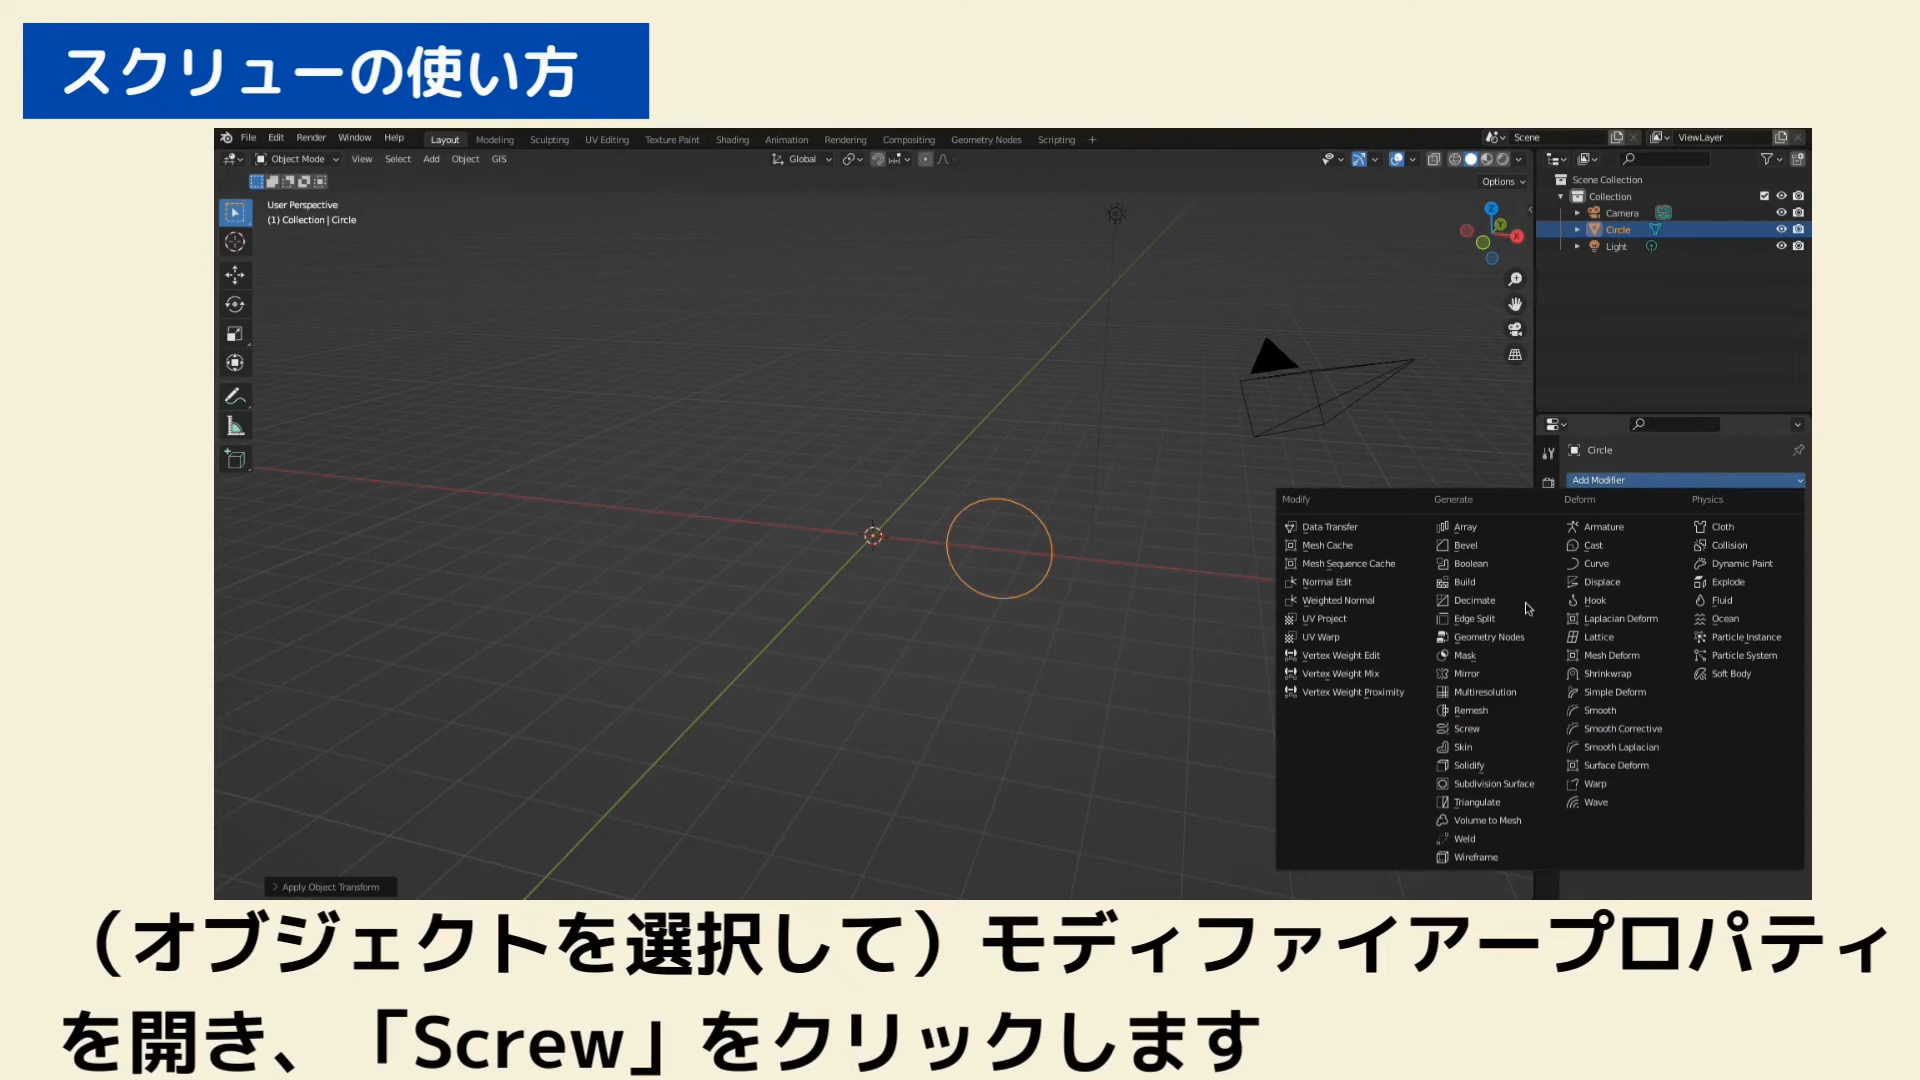 スクリューの使い方
File Edit Render Window Help Layout Modeling Sculpting UV Editing Texture Paint Shading Animation Rendering Compositing Geometry Nodes Scripting + Scene ViewLayer
Object Mode View Select Add Object GIS Global
Options
User Perspective
(1) Collection | Circle
Z
Y
X
Scene Collection
Collection
Camera
Circle
Light
Circle
Add Modifier
Modify Generate Deform Physics
Data Transfer Array Armature Cloth
Mesh Cache Bevel Cast Collision
Mesh Sequence Cache Boolean Curve Dynamic Paint
Normal Edit Build Displace Explode
Weighted Normal Decimate Hook Fluid
UV Project Edge Split Laplacian Deform Ocean
UV Warp Geometry Nodes Lattice Particle Instance
Vertex Weight Edit Mask Mesh Deform Particle System
Vertex Weight Mix Mirror Shrinkwrap Soft Body
Vertex Weight Proximity Multiresolution Simple Deform
Remesh Smooth
Screw Smooth Corrective
Skin Smooth Laplacian
Solidify Surface Deform
Subdivision Surface Warp
Triangulate Wave
Volume to Mesh
Weld
Wireframe
Apply Object Transform
（オブジェクトを選択して）モディファイアープロパティ
を開き、「Screw」をクリックします